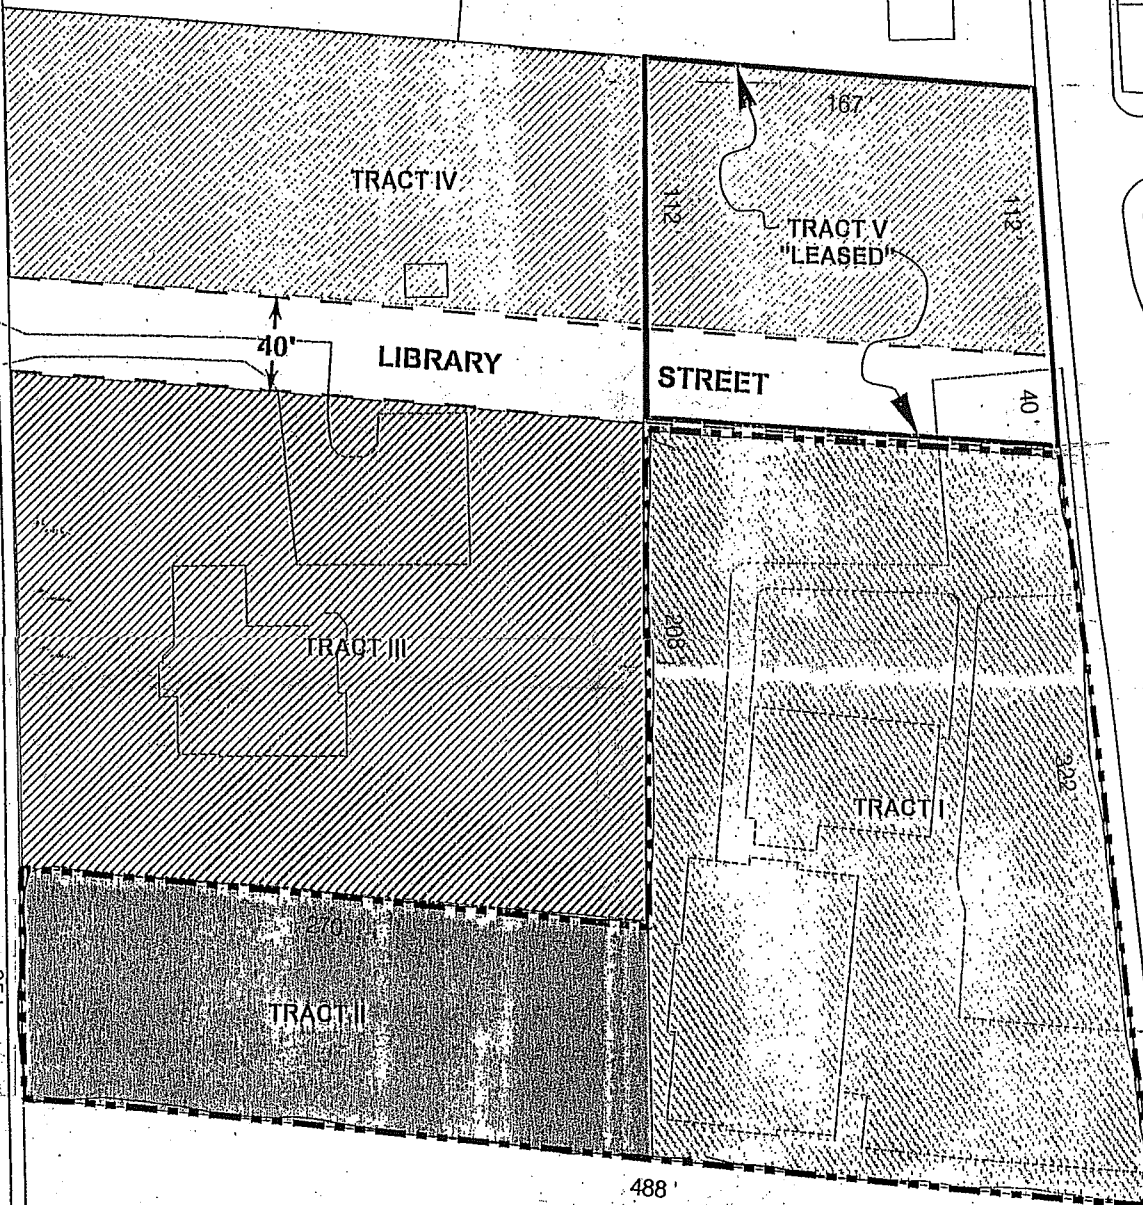 167'
TRACT IV
112'
112'
TRACT V
"LEASED"
40'
LIBRARY
STREET
40'
TRACT III
322'
TRACT I
270'
TRACT II
488'